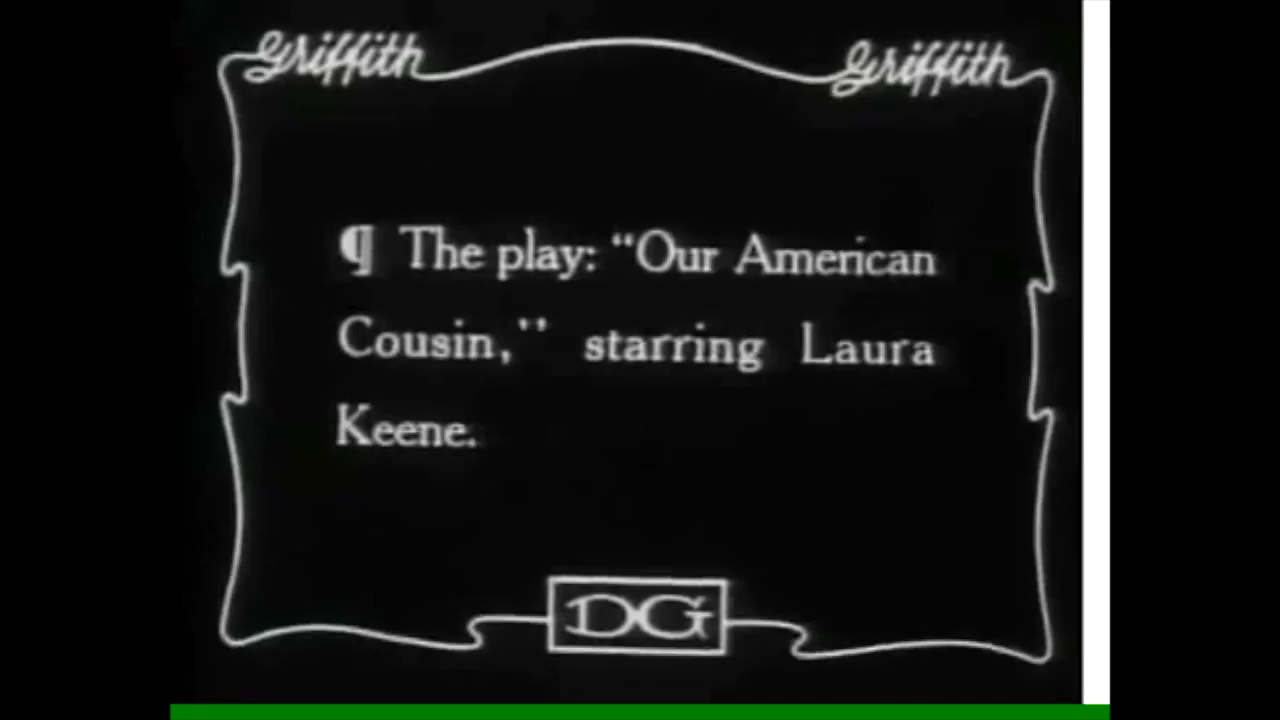 Griffith Griffith
¶ The play: “Our American
Cousin,” starring Laura
Keene.
DG